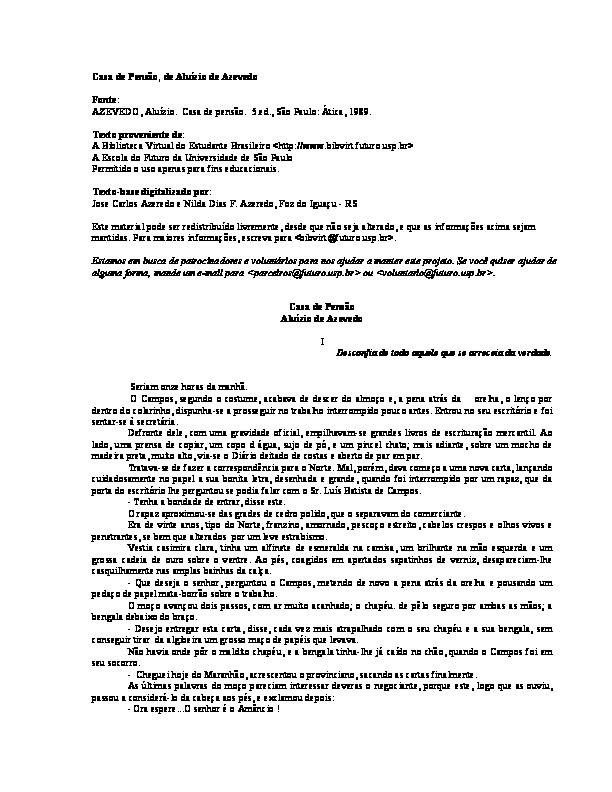 Casa de Pensão, de Aluízio de Azevedo
Fonte:
AZEVEDO, Aluízio. Casa de pensão. 5.ed., São Paulo: Ática, 1989.
Texto proveniente de:
A Biblioteca Virtual do Estudante Brasileiro <http://www.bibvirt.futuro.usp.br>
A Escola do Futuro da Universidade de São Paulo
Permitido o uso apenas para fins educacionais.
Texto-base digitalizado por:
Jose Carlos Azeredo e Nilda Dias F. Azeredo, Foz do Iguaçu - RS
Este material pode ser redistribuído livremente, desde que não seja alterado, e que as informações acima sejam
mantidas. Para maiores informações, escreva para <bibvirt@futuro.usp.br>.
Estamos em busca de patrocinadores e voluntários para nos ajudar a manter este projeto. Se você quiser ajudar de
alguma forma, mande um e-mail para <parceiros@futuro.usp.br> ou <voluntario@futuro.usp.br>.
Casa de Pensão
Aluízio de Azevedo
I
Desconfia de todo aquele que se arreceia da verdade.
Seriam onze horas da manhã.
O Campos, segundo o costume, acabava de descer do almoço e, a pena atrás da orelha, o lenço por
dentro do colarinho, dispunha-se a prosseguir no trabalho interrompido pouco antes. Entrou no seu escritório e foi
sentar-se à secretária.
Defronte dele, com uma gravidade oficial, empilhavam-se grandes livros de escrituração mercantil. Ao
lado, uma prensa de copiar, um copo d'água, sujo de pó, e um pincel chato; mais adiante, sobre um mocho de
madeira preta, muito alto, via-se o Diário deitado de costas e aberto de par em par.
Tratava-se de fazer a correspondência para o Norte. Mal, porém, dava começo a uma nova carta, lançando
cuidadosamente no papel a sua bonita letra, desenhada e grande, quando foi interrompido por um rapaz, que da
porta do escritório lhe perguntou se podia falar com o Sr. Luís Batista de Campos.
- Tenha a bondade de entrar, disse este.
O rapaz aproximou-se das grades de cedro polido, que o separavam do comerciante.
Era de vinte anos, tipo do Norte, franzino, amornado, pescoço estreito, cabelos crespos e olhos vivos e
penetrantes, se bem que alterados por um leve estrabismo.
Vestia casimira clara, tinha um alfinete de esmeralda na camisa, um brilhante na mão esquerda e uma
grossa cadeia de ouro sobre o ventre. Ao pés, coagidos em apertados sapatinhos de verniz, desapareciam-lhe
casquilhamente nas amplas bainhas da calça.
- Que deseja o senhor, perguntou o Campos, metendo de novo a pena atrás da orelha e pousando um
pedaço de papel mata-borrão sobre o trabalho.
O moço avançou dois passos, com ar muito acanhado; o chapéu. de pêlo seguro por ambas as mãos; a
bengala debaixo do braço.
- Desejo entregar esta carta, disse, cada vez mais atrapalhado com o seu chapéu e a sua bengala, sem
conseguir tirar da algibeira um grosso maço de papéis que levava.
Não havia onde pôr o maldito chapéu, e a bengala tinha-lhe já caído no chão, quando o Campos foi em
seu socorro.
- Cheguei hoje do Maranhão, acrescentou o provinciano, sacando as cartas finalmente.
As últimas palavras do moço pareciam interessar deveras o negociante, porque este, logo que as ouviu,
passou a considerá-lo da cabeça aos pés, e exclamou depois:
- Ora espere...O senhor é o Amâncio !